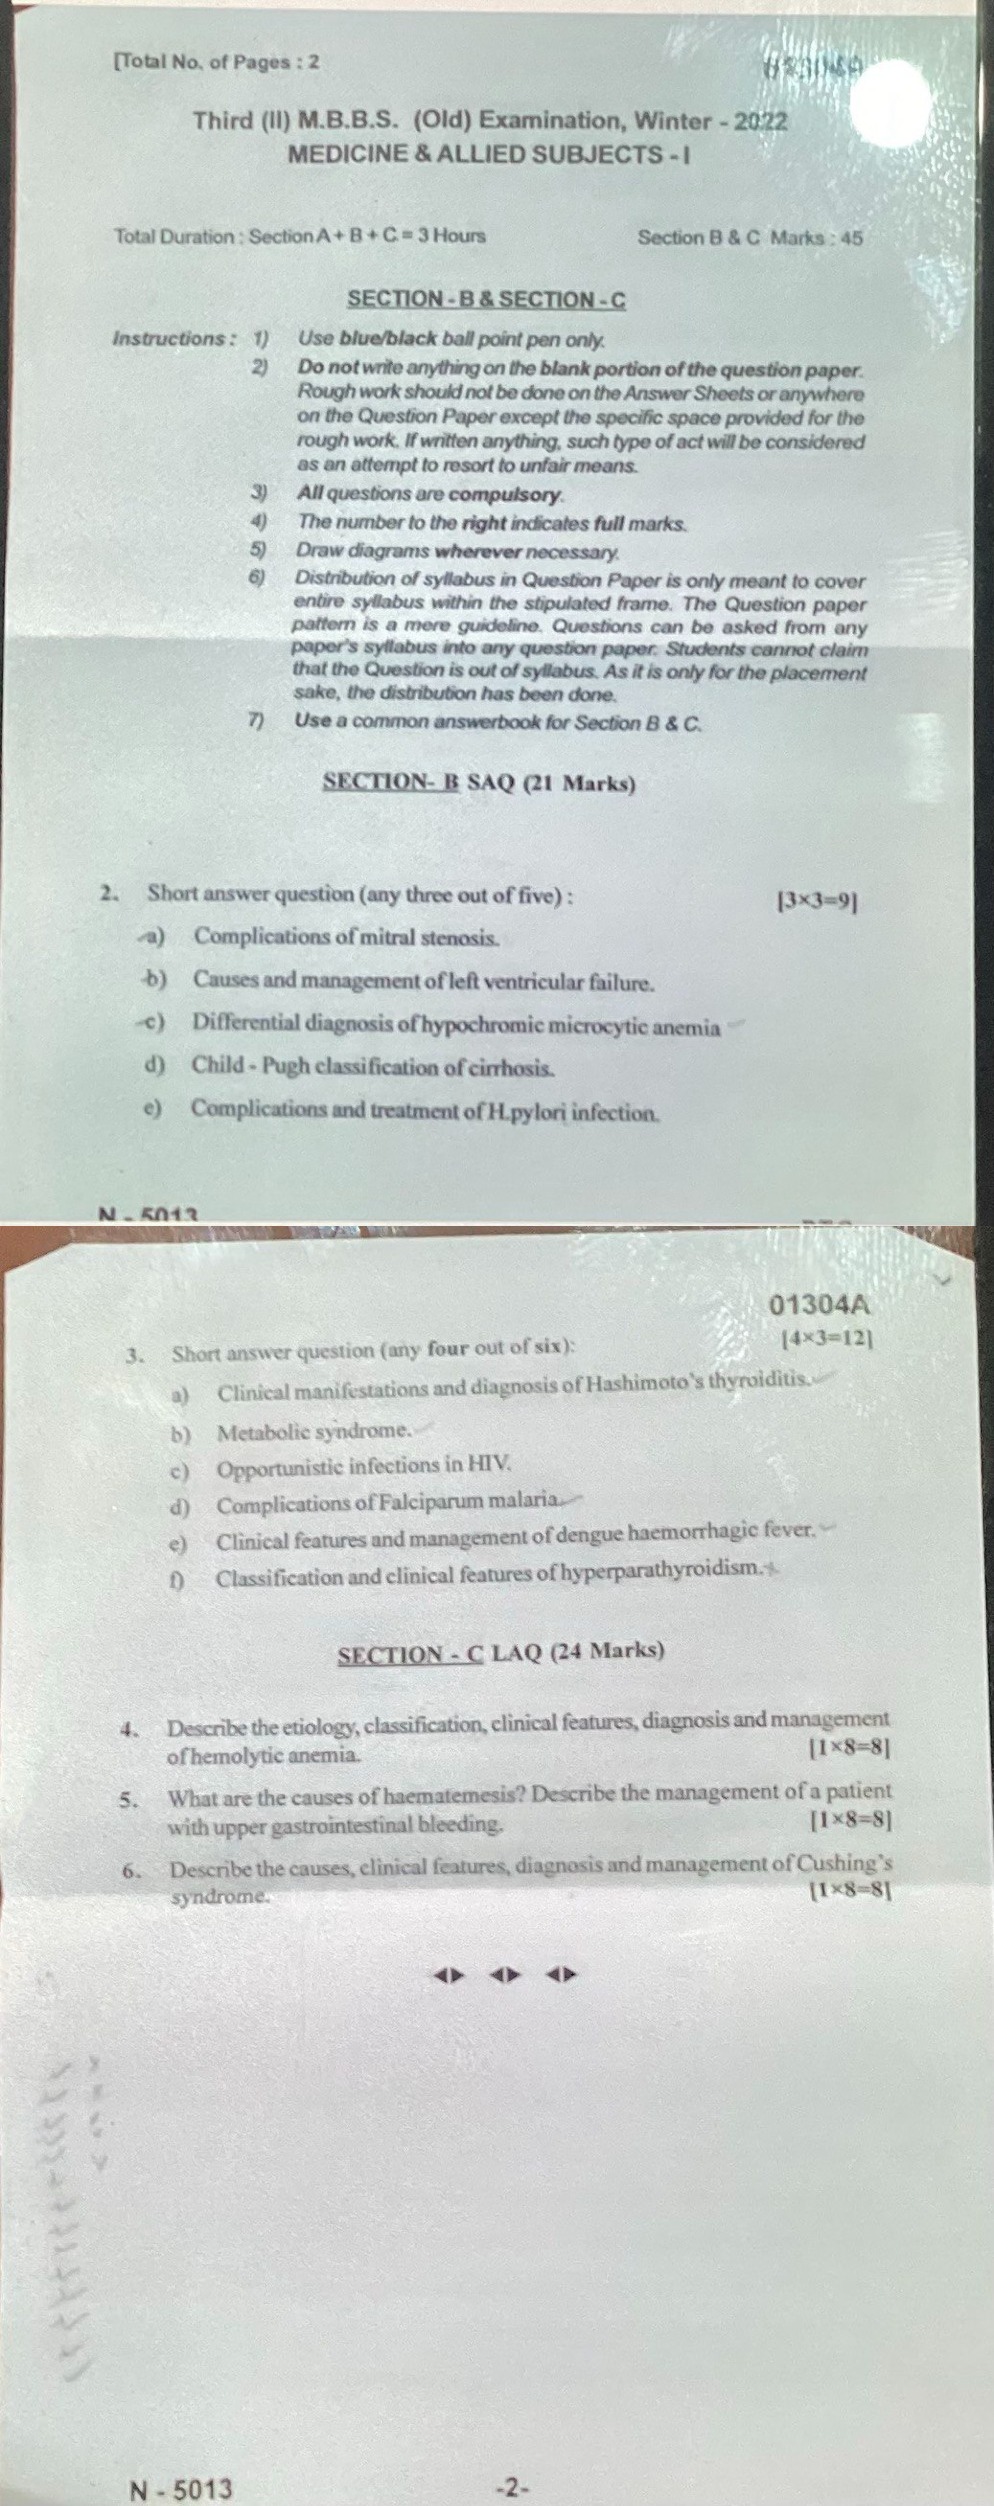 [Total No. of Pages : 2
Third (II) M.B.B.S. (Old) Examination, Winter - 2022
MEDICINE & ALLIED SUBJECTS - I
Total Duration : Section A + B + C = 3 Hours Section B & C Marks : 45
SECTION - B & SECTION - C
Instructions : 1) Use blue/black ball point pen only.
2) Do not write anything on the blank portion of the question paper.
Rough work should not be done on the Answer Sheets or anywhere
on the Question Paper except the specific space provided for the
rough work. If written anything, such type of act will be considered
as an attempt to resort to unfair means.
3) All questions are compulsory.
4) The number to the right indicates full marks.
5) Draw diagrams wherever necessary.
6) Distribution of syllabus in Question Paper is only meant to cover
entire syllabus within the stipulated frame. The Question paper
pattern is a mere guideline. Questions can be asked from any
paper's syllabus into any question paper. Students cannot claim
that the Question is out of syllabus. As it is only for the placement
sake, the distribution has been done.
7) Use a common answerbook for Section B & C.
SECTION- B SAQ (21 Marks)
2. Short answer question (any three out of five) : [3×3=9]
a) Complications of mitral stenosis.
b) Causes and management of left ventricular failure.
c) Differential diagnosis of hypochromic microcytic anemia
d) Child - Pugh classification of cirrhosis.
e) Complications and treatment of H.pylori infection.
N - 5013
01304A
3. Short answer question (any four out of six): [4×3=12]
a) Clinical manifestations and diagnosis of Hashimoto's thyroiditis.
b) Metabolic syndrome.
c) Opportunistic infections in HIV.
d) Complications of Falciparum malaria.
e) Clinical features and management of dengue haemorrhagic fever.
f) Classification and clinical features of hyperparathyroidism.
SECTION - C LAQ (24 Marks)
4. Describe the etiology, classification, clinical features, diagnosis and management
of hemolytic anemia. [1×8=8]
5. What are the causes of haematemesis? Describe the management of a patient
with upper gastrointestinal bleeding. [1×8=8]
6. Describe the causes, clinical features, diagnosis and management of Cushing's
syndrome. [1×8=8]
N - 5013 -2-